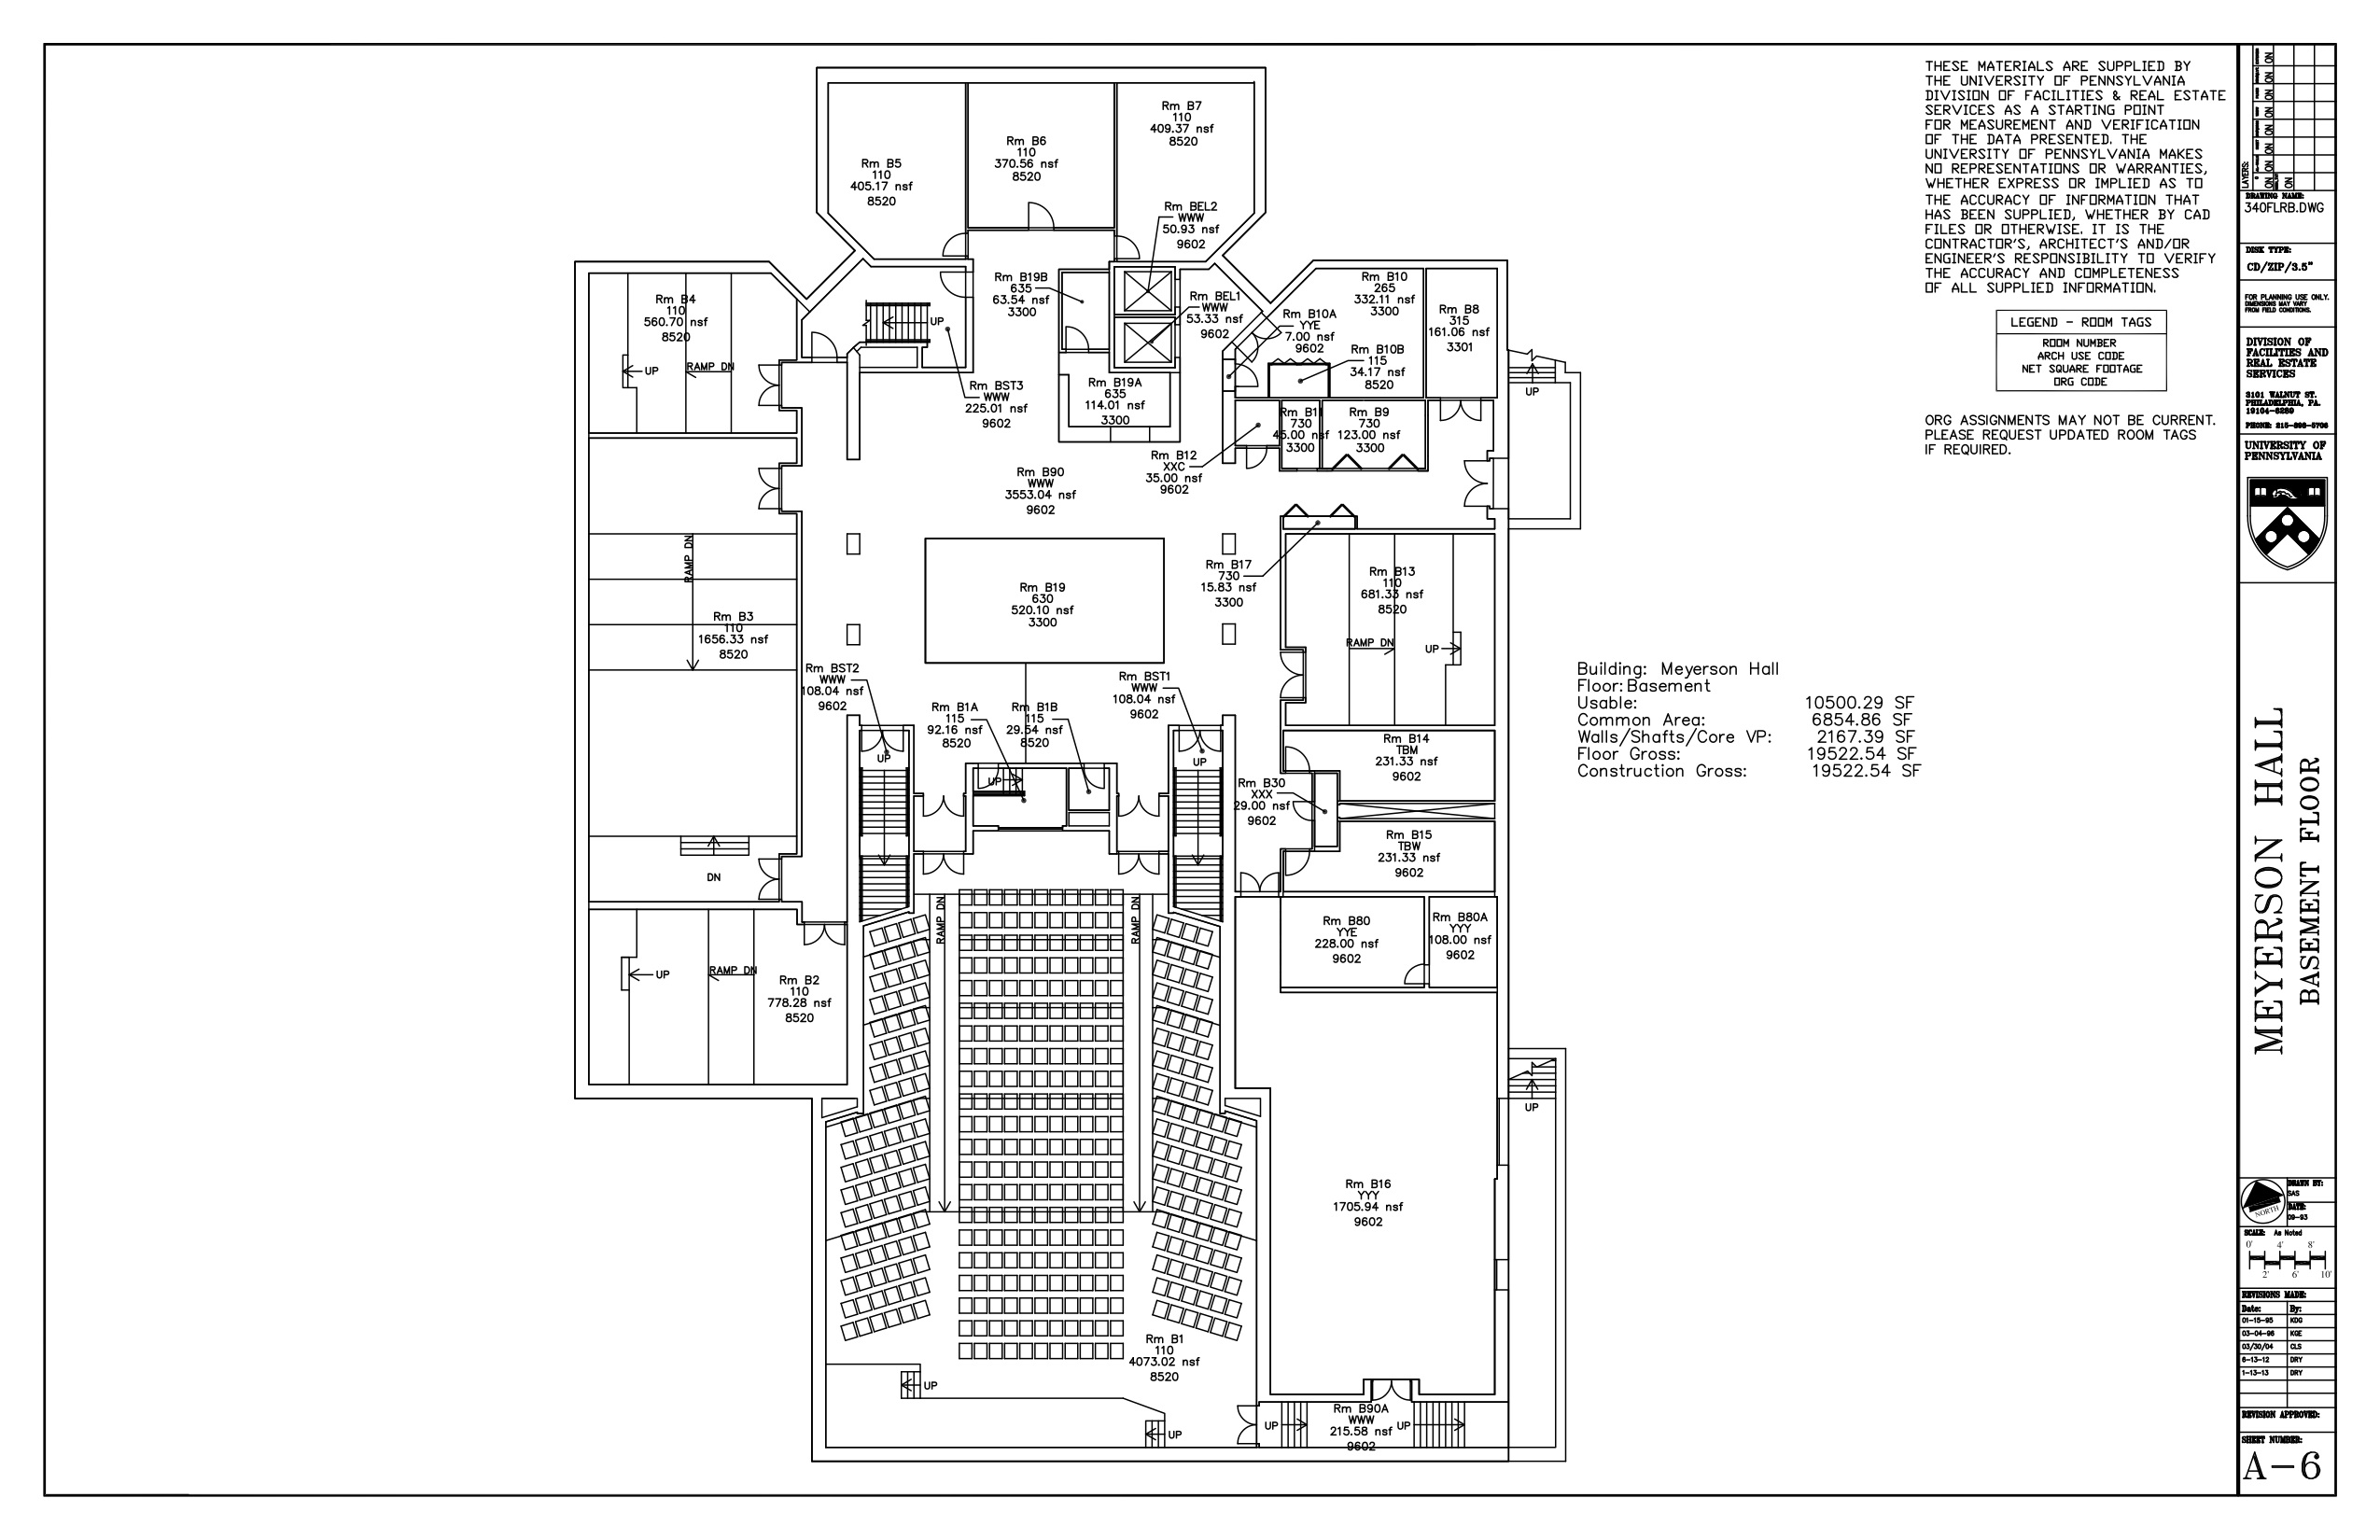 Rm B7
110
409.37 nsf
8520
Rm B6
110
370.56 nsf
8520
Rm B5
110
405.17 nsf
8520
Rm BEL2
WWW
50.93 nsf
9602
Rm B4
110
560.70 nsf
8520
UP
RAMP DN
UP
Rm B19B
635
63.54 nsf
3300
Rm BEL1
WWW
53.33 nsf
9602
Rm B10
265
332.11 nsf
3300
Rm B10A
YYE
7.00 nsf
9602
Rm B8
315
161.06 nsf
3301
Rm B10B
115
34.17 nsf
8520
UP
Rm BST3
WWW
225.01 nsf
9602
Rm B19A
635
114.01 nsf
3300
Rm B11
730
45.00 nsf
3300
Rm B9
730
123.00 nsf
3300
Rm B12
XXC
35.00 nsf
9602
Rm B90
WWW
3553.04 nsf
9602
RAMP DN
Rm B3
110
1656.33 nsf
8520
DN
Rm B19
630
520.10 nsf
3300
Rm B17
730
15.83 nsf
3300
Rm B13
110
681.33 nsf
8520
RAMP DN
UP
Rm BST2
WWW
108.04 nsf
9602
UP
Rm B1A
115
92.16 nsf
8520
UP
Rm B1B
115
29.54 nsf
8520
Rm BST1
WWW
108.04 nsf
9602
UP
Rm B14
TBM
231.33 nsf
9602
Rm B30
XXX
29.00 nsf
9602
Rm B15
TBW
231.33 nsf
9602
Rm B80
YYE
228.00 nsf
9602
Rm B80A
YYY
108.00 nsf
9602
RAMP DN
RAMP DN
UP
RAMP DN
Rm B2
110
778.28 nsf
8520
UP
Rm B16
YYY
1705.94 nsf
9602
Rm B1
110
4073.02 nsf
8520
UP
UP
UP
Rm B90A
WWW
215.58 nsf
9602
UP
Building: Meyerson Hall
Floor: Basement
Usable: 10500.29 SF
Common Area: 6854.86 SF
Walls/Shafts/Core VP: 2167.39 SF
Floor Gross: 19522.54 SF
Construction Gross: 19522.54 SF
THESE MATERIALS ARE SUPPLIED BY
THE UNIVERSITY OF PENNSYLVANIA
DIVISION OF FACILITIES & REAL ESTATE
SERVICES AS A STARTING POINT
FOR MEASUREMENT AND VERIFICATION
OF THE DATA PRESENTED. THE
UNIVERSITY OF PENNSYLVANIA MAKES
NO REPRESENTATIONS OR WARRANTIES,
WHETHER EXPRESS OR IMPLIED AS TO
THE ACCURACY OF INFORMATION THAT
HAS BEEN SUPPLIED, WHETHER BY CAD
FILES OR OTHERWISE. IT IS THE
CONTRACTOR'S, ARCHITECT'S AND/OR
ENGINEER'S RESPONSIBILITY TO VERIFY
THE ACCURACY AND COMPLETENESS
OF ALL SUPPLIED INFORMATION.
LEGEND - ROOM TAGS
ROOM NUMBER
ARCH USE CODE
NET SQUARE FOOTAGE
ORG CODE
ORG ASSIGNMENTS MAY NOT BE CURRENT.
PLEASE REQUEST UPDATED ROOM TAGS
IF REQUIRED.
ON ON ON ON ON ON
ON
LAYERS:
DRAWING NAME:
340FLRB.DWG
DISK TYPE:
CD/ZIP/3.5"
FOR PLANNING USE ONLY.
DIMENSIONS MAY VARY
FROM FIELD CONDITIONS.
DIVISION OF
FACILITIES AND
REAL ESTATE
SERVICES
3101 WALNUT ST.
PHILADELPHIA, PA.
19104-6289
PHONE: 215-898-5706
UNIVERSITY OF
PENNSYLVANIA
MEYERSON HALL
BASEMENT FLOOR
NORTH
DRAWN BY:
SAS
DATE:
09-93
SCALE: As Noted
0' 4' 8'
2' 6' 10'
REVISIONS MADE:
Date: By:
01-15-95 KDG
03-04-96 KGE
03/30/04 CLS
6-13-12 DRY
1-13-13 DRY
REVISION APPROVED:
SHEET NUMBER:
A-6